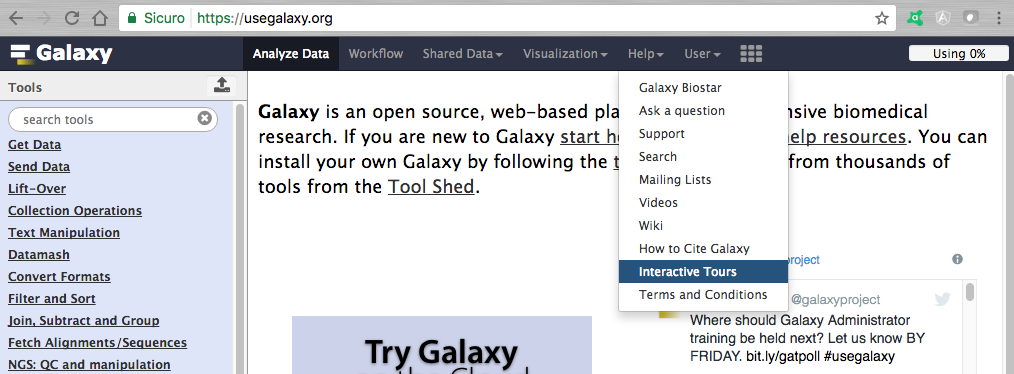 Sicuro https://usegalaxy.org
Galaxy Analyze Data Workflow Shared Data Visualization Help User Using 0%
Tools
search tools
Get Data
Send Data
Lift-Over
Collection Operations
Text Manipulation
Datamash
Convert Formats
Filter and Sort
Join, Subtract and Group
Fetch Alignments/Sequences
NGS: QC and manipulation
Galaxy is an open source, web-based pla nsive biomedical
research. If you are new to Galaxy start he elp resources. You can
install your own Galaxy by following the t from thousands of
tools from the Tool Shed.
Galaxy Biostar
Ask a question
Support
Search
Mailing Lists
Videos
Wiki
How to Cite Galaxy
Interactive Tours
Terms and Conditions
Try Galaxy
project
@galaxyproject
Where should Galaxy Administrator
training be held next? Let us know BY
FRIDAY. bit.ly/gatpoll #usegalaxy